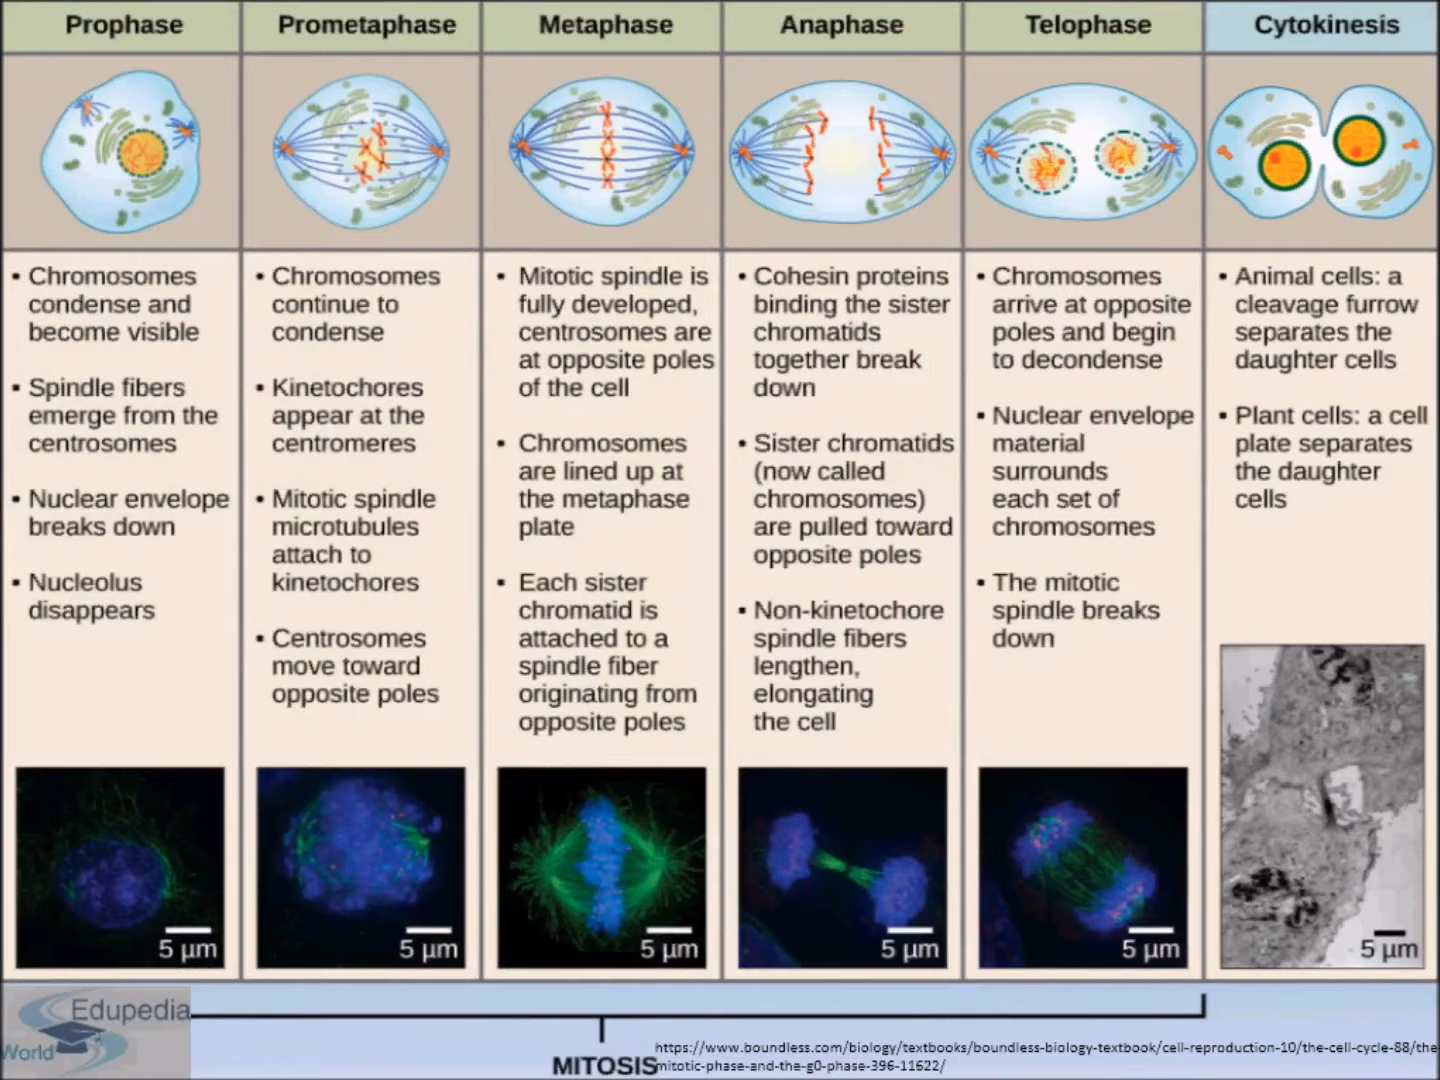 Prophase
Prometaphase
Metaphase
Anaphase
Telophase
Cytokinesis
• Chromosomes
condense and
become visible
• Spindle fibers
emerge from the
centrosomes
• Nuclear envelope
breaks down
• Nucleolus
disappears
5 µm
• Chromosomes
continue to
condense
• Kinetochores
appear at the
centromeres
• Mitotic spindle
microtubules
attach to
kinetochores
• Centrosomes
move toward
opposite poles
5 µm
• Mitotic spindle is
fully developed,
centrosomes are
at opposite poles
of the cell
• Chromosomes
are lined up at
the metaphase
plate
• Each sister
chromatid is
attached to a
spindle fiber
originating from
opposite poles
5 µm
• Cohesin proteins
binding the sister
chromatids
together break
down
• Sister chromatids
(now called
chromosomes)
are pulled toward
opposite poles
• Non-kinetochore
spindle fibers
lengthen,
elongating
the cell
5 µm
• Chromosomes
arrive at opposite
poles and begin
to decondense
• Nuclear envelope
material
surrounds
each set of
chromosomes
• The mitotic
spindle breaks
down
5 µm
• Animal cells: a
cleavage furrow
separates the
daughter cells
• Plant cells: a cell
plate separates
the daughter
cells
5 µm
Edupedia
World
MITOSIS
https://www.boundless.com/biology/textbooks/boundless-biology-textbook/cell-reproduction-10/the-cell-cycle-88/the-
mitotic-phase-and-the-g0-phase-396-11622/